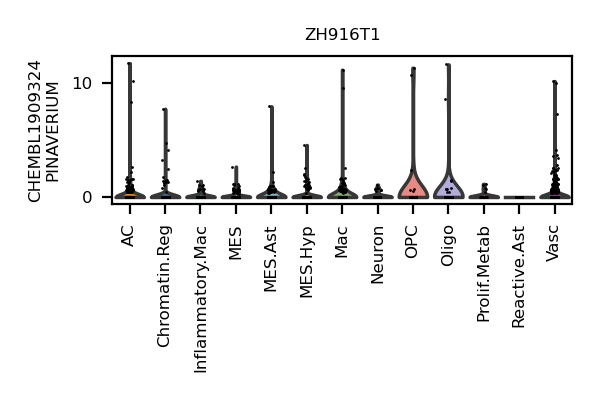 ZH916T1
CHEMBL1909324
PINAVERIUM
10
0
AC
Chromatin.Reg
Inflammatory.Mac
MES
MES.Ast
MES.Hyp
Mac
Neuron
OPC
Oligo
Prolif.Metab
Reactive.Ast
Vasc